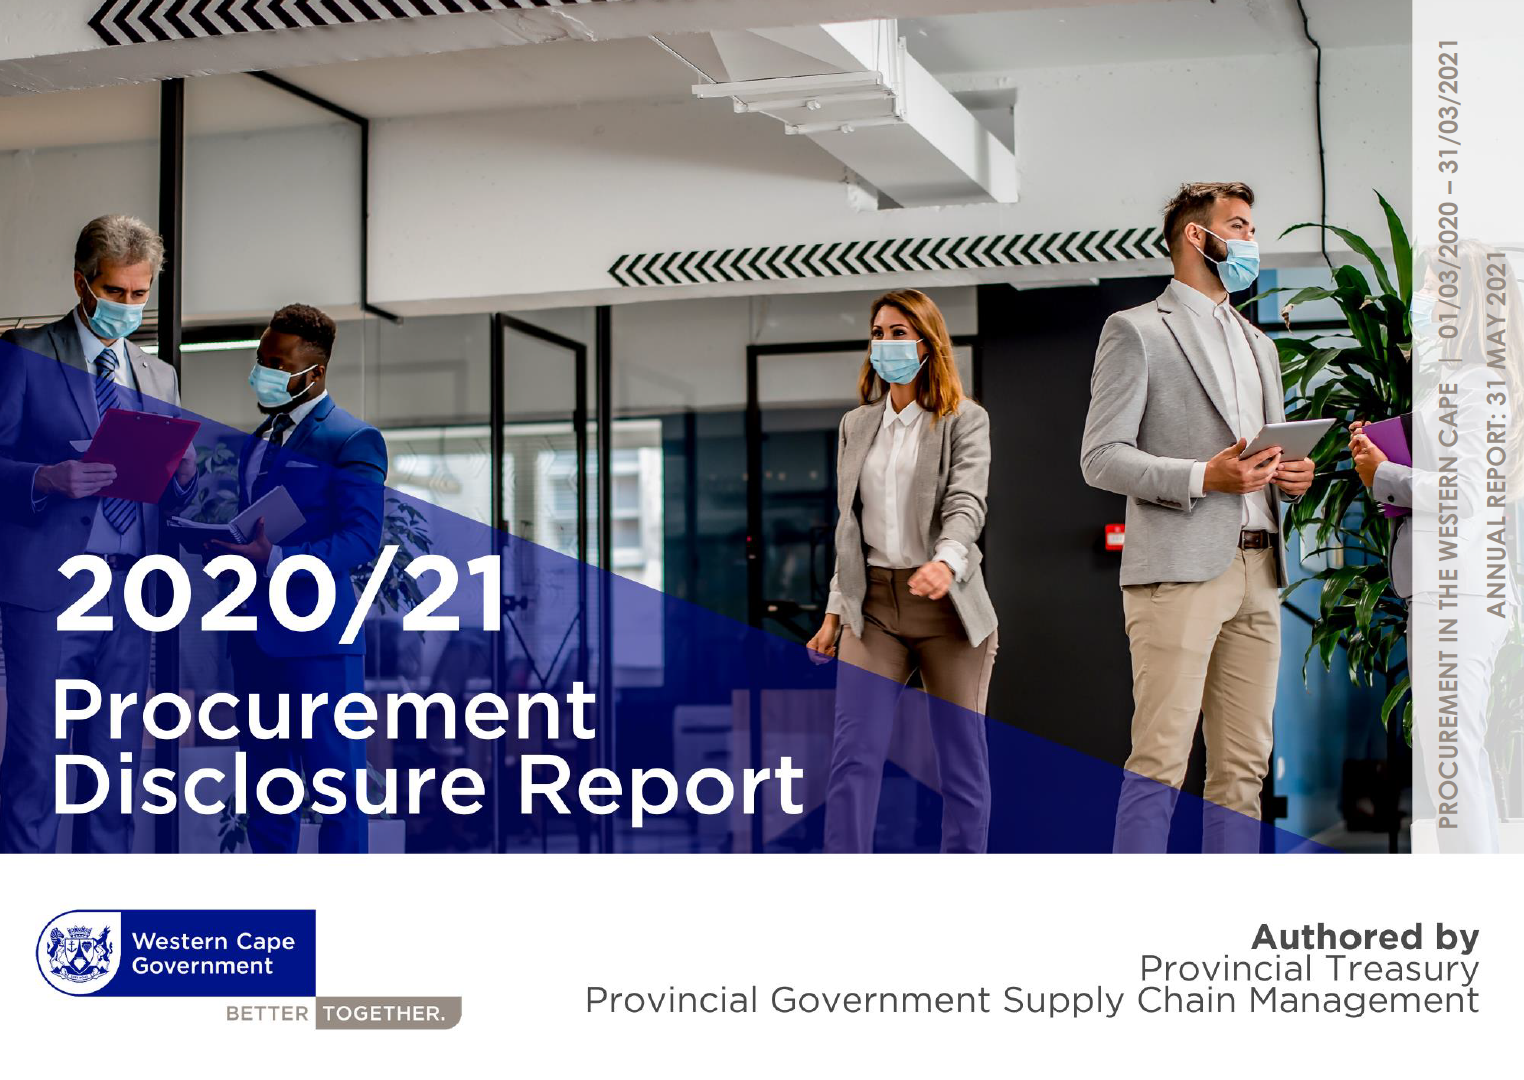 2020/21
Procurement
Disclosure Report
PROCUREMENT IN THE WESTERN CAPE | 01/03/2020 – 31/03/2021
ANNUAL REPORT: 31 MAY 2021
Western Cape
Government
BETTER TOGETHER.
Authored by
Provincial Treasury
Provincial Government Supply Chain Management